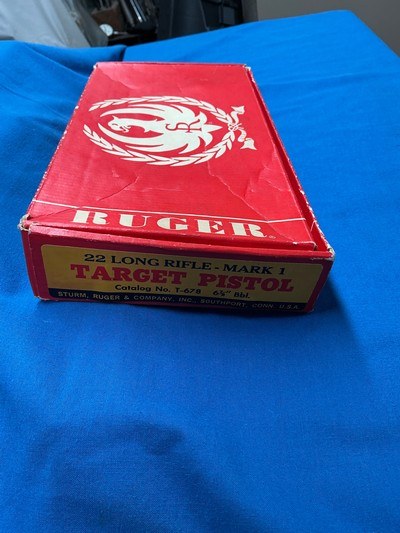 SR
RUGER
22 LONG RIFLE - MARK 1
TARGET PISTOL
Catalog No. T-678 6⅞" Bbl.
STURM, RUGER & COMPANY, INC., SOUTHPORT, CONN. U.S.A.